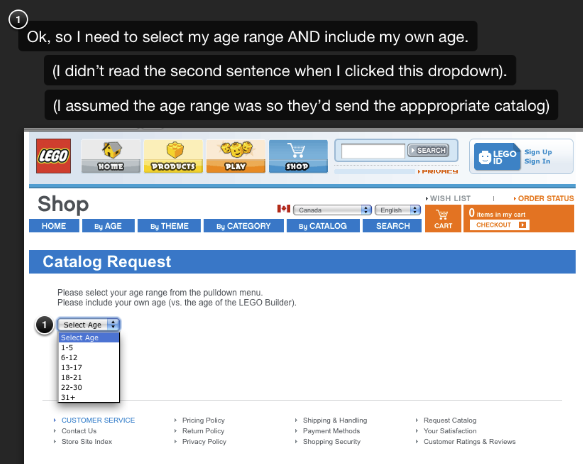 1
Ok, so I need to select my age range AND include my own age.
(I didn't read the second sentence when I clicked this dropdown).
(I assumed the age range was so they'd send the apppropriate catalog)
LEGO HOME PRODUCTS PLAY SHOP SEARCH LEGO ID Sign Up
Sign In
PRIVACY
Shop Canada English WISH LIST | ORDER STATUS
0 items in my cart
CART CHECKOUT
HOME By AGE By THEME By CATEGORY By CATALOG SEARCH
Catalog Request
Please select your age range from the pulldown menu.
Please include your own age (vs. the age of the LEGO Builder).
1 Select Age
Select Age
1-5
6-12
13-17
18-21
22-30
31+
CUSTOMER SERVICE Pricing Policy Shipping & Handling Request Catalog
Contact Us Return Policy Payment Methods Your Satisfaction
Store Site Index Privacy Policy Shopping Security Customer Ratings & Reviews